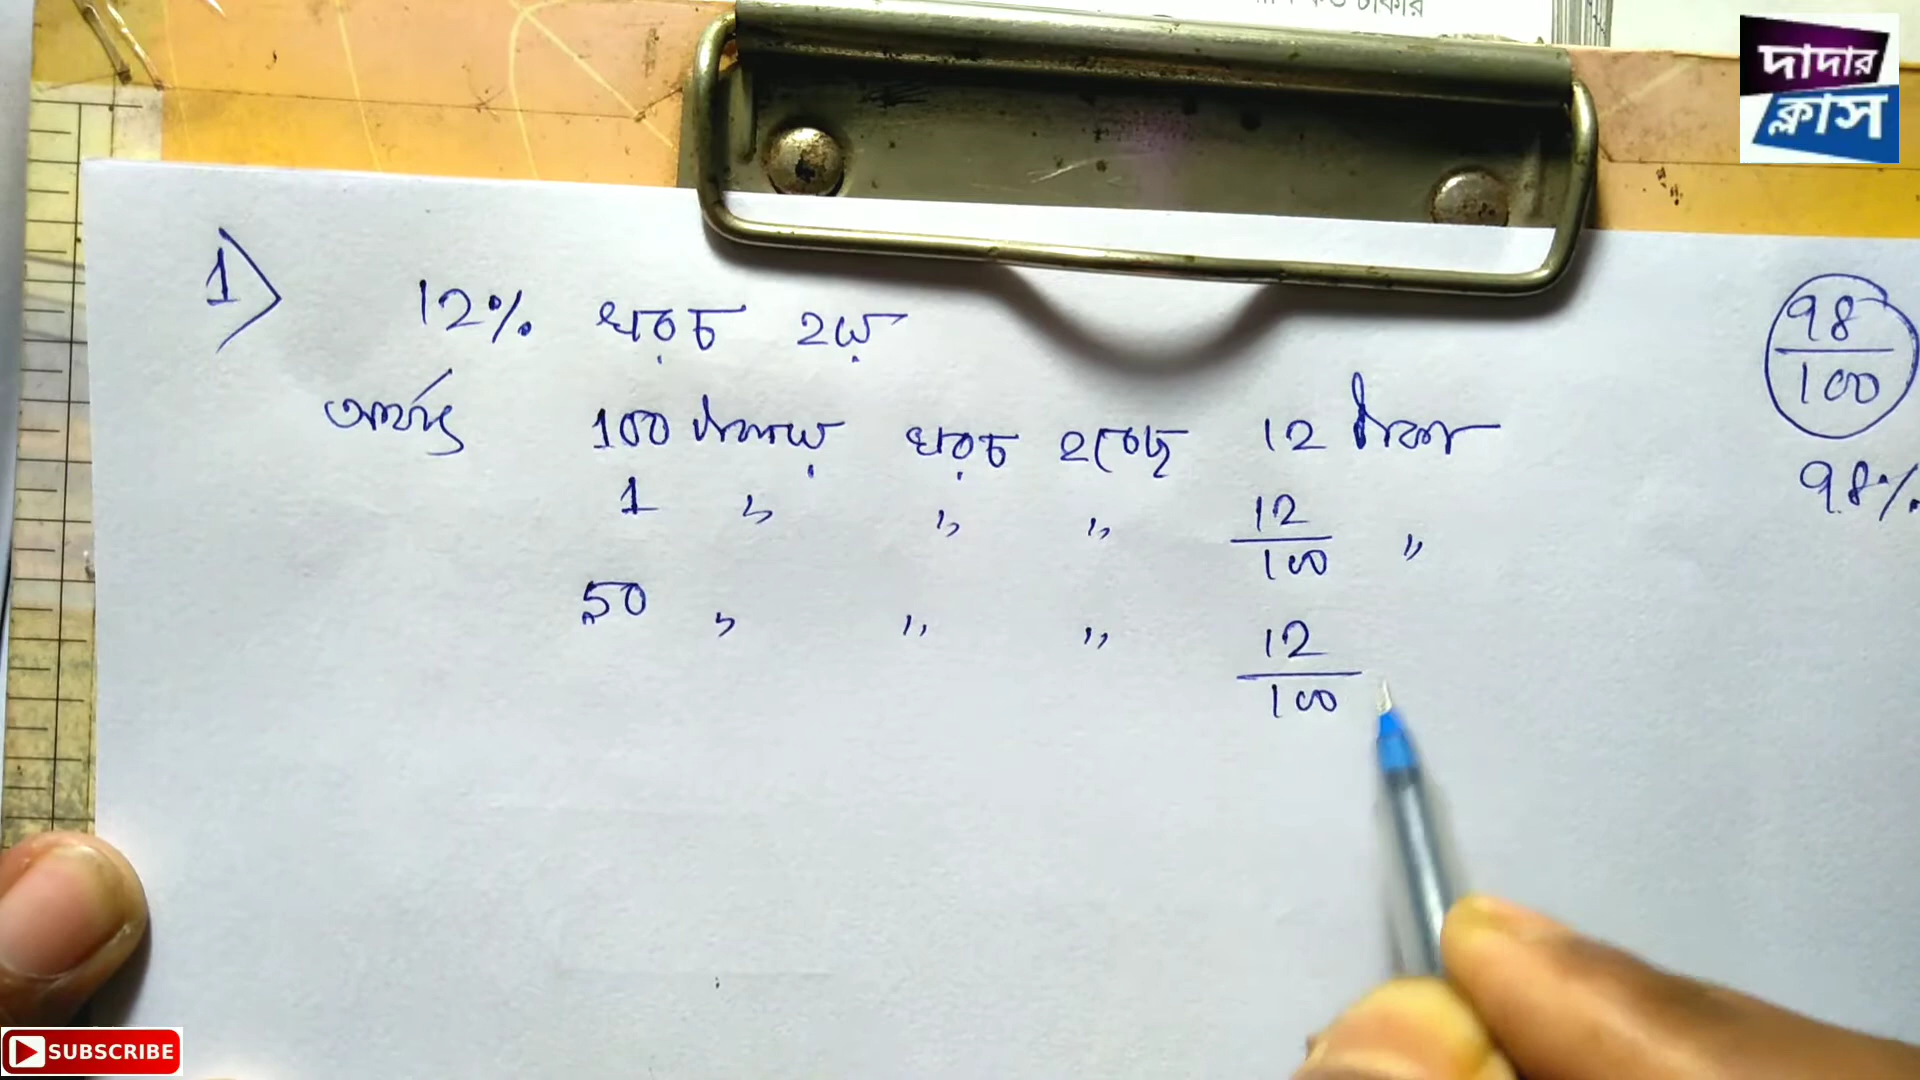 টাকার
দাদার
ক্লাস
1>
12% খরচ হয়
অর্থাৎ 100 টাকায় খরচ হচ্ছে 12 টাকা
1 " " " 12/100 "
50 " " " 12/100
98/100
98%
SUBSCRIBE